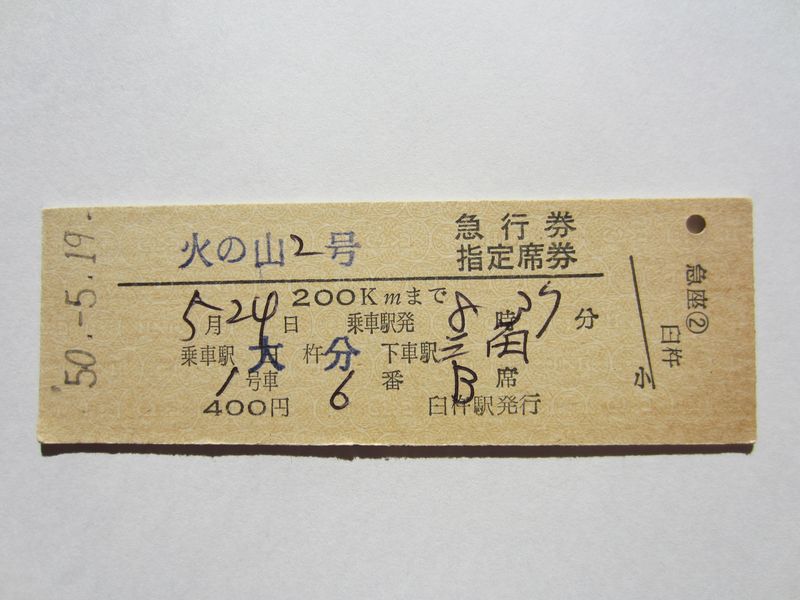 '50.-5.19.
火の山2号
急行券
指定席券
200Kmまで
5月24日 乗車駅発 8時 分
乗車駅 大 杵 分 下車駅 三角
1号車 6番 B席
400円 臼杵駅発行
急座②
臼杵
小